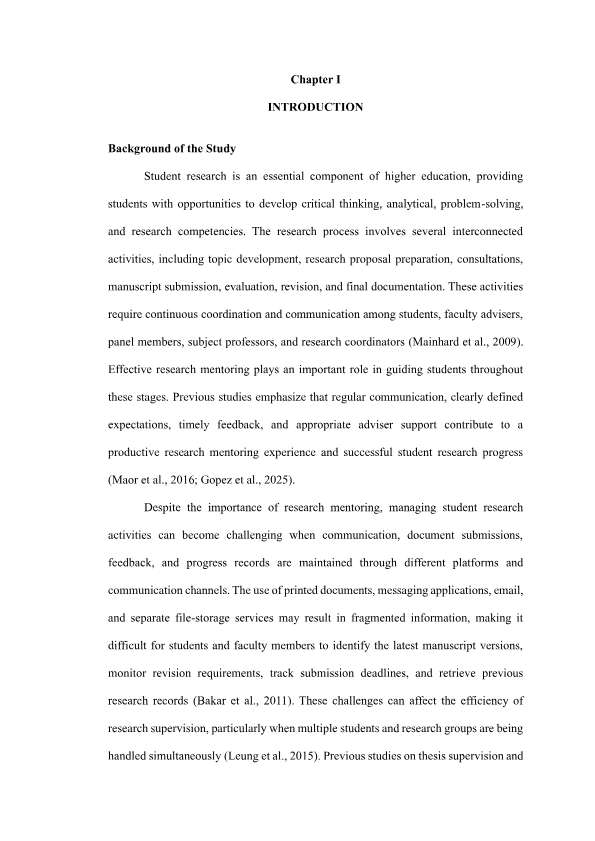 Chapter I
INTRODUCTION
Background of the Study
Student research is an essential component of higher education, providing
students with opportunities to develop critical thinking, analytical, problem-solving,
and research competencies. The research process involves several interconnected
activities, including topic development, research proposal preparation, consultations,
manuscript submission, evaluation, revision, and final documentation. These activities
require continuous coordination and communication among students, faculty advisers,
panel members, subject professors, and research coordinators (Mainhard et al., 2009).
Effective research mentoring plays an important role in guiding students throughout
these stages. Previous studies emphasize that regular communication, clearly defined
expectations, timely feedback, and appropriate adviser support contribute to a
productive research mentoring experience and successful student research progress
(Maor et al., 2016; Gopez et al., 2025).
Despite the importance of research mentoring, managing student research
activities can become challenging when communication, document submissions,
feedback, and progress records are maintained through different platforms and
communication channels. The use of printed documents, messaging applications, email,
and separate file-storage services may result in fragmented information, making it
difficult for students and faculty members to identify the latest manuscript versions,
monitor revision requirements, track submission deadlines, and retrieve previous
research records (Bakar et al., 2011). These challenges can affect the efficiency of
research supervision, particularly when multiple students and research groups are being
handled simultaneously (Leung et al., 2015). Previous studies on thesis supervision and